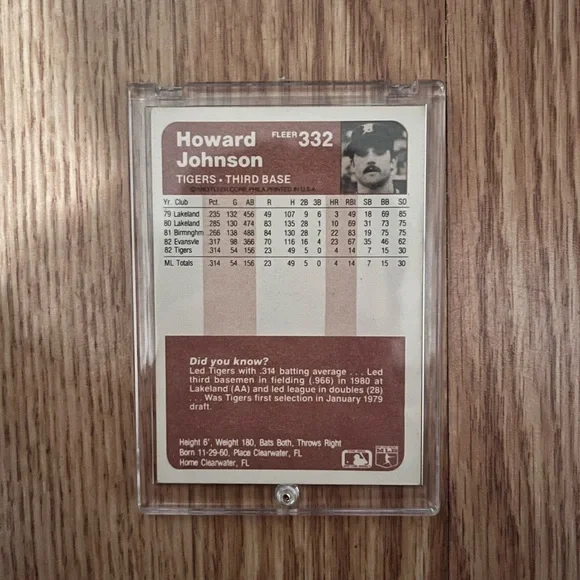 Howard FLEER 332
Johnson
TIGERS • THIRD BASE
©1983 FLEER CORP. PHILA PRINTED IN U.S.A.
Yr. Club Pct. G AB R H 2B 3B HR RBI SB BB SO
79 Lakeland .235 132 456 49 107 9 6 3 49 18 69 85
80 Lakeland .285 130 474 83 135 28 1 10 69 31 73 75
81 Birmnghm .266 138 488 84 130 28 7 22 83 19 75 75
82 Evansvle .317 98 366 70 116 16 4 23 67 35 46 62
82 Tigers .314 54 156 23 49 5 0 4 14 7 15 30
ML Totals .314 54 156 23 49 5 0 4 14 7 15 30
Did you know?
Led Tigers with .314 batting average . . . Led
third basemen in fielding (.966) in 1980 at
Lakeland (AA) and led league in doubles (28)
. . . Was Tigers first selection in January 1979
draft.
Height 6', Weight 180, Bats Both, Throws Right
Born 11-29-60, Place Clearwater, FL
Home Clearwater, FL